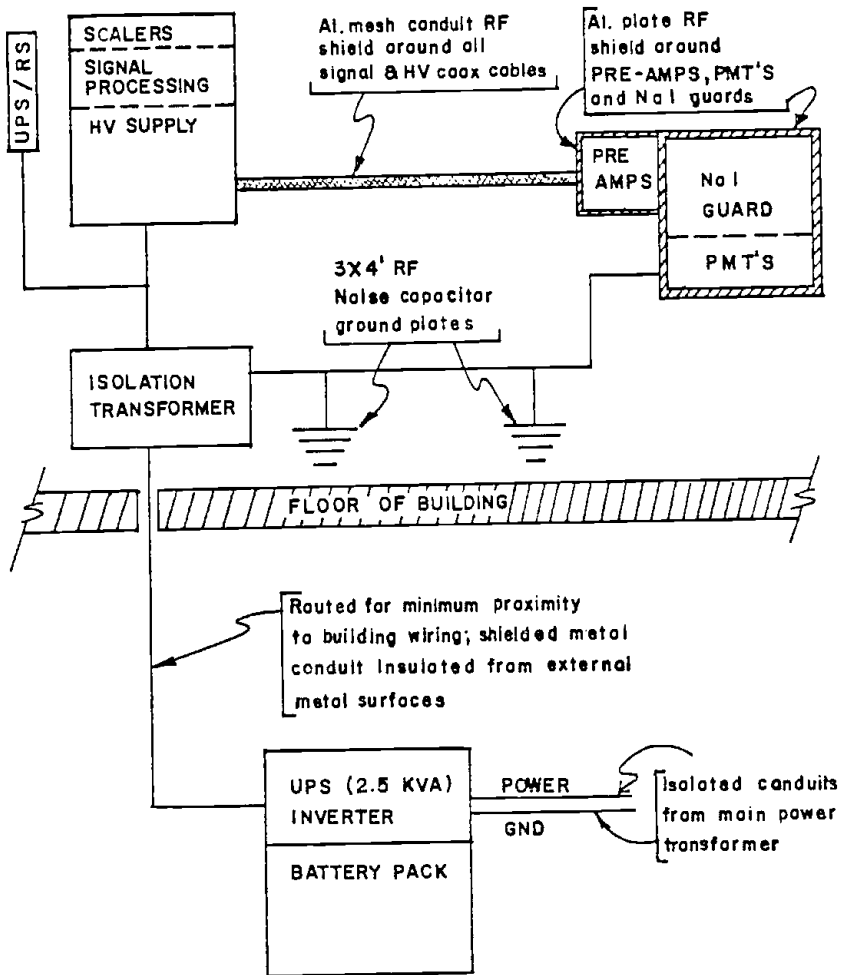 UPS/RS
SCALERS
SIGNAL
PROCESSING
HV SUPPLY
Al. mesh conduit RF
shield around all
signal & HV coax cables
Al. plate RF
shield around
PRE-AMPS, PMT'S
and NaI guards
PRE
AMPS
NaI
GUARD
PMT'S
3X4' RF
Noise capacitor
ground plates
ISOLATION
TRANSFORMER
FLOOR OF BUILDING
Routed for minimum proximity
to building wiring; shielded metal
conduit insulated from external
metal surfaces
UPS (2.5 KVA)
INVERTER
BATTERY PACK
POWER
GND
Isolated conduits
from main power
transformer